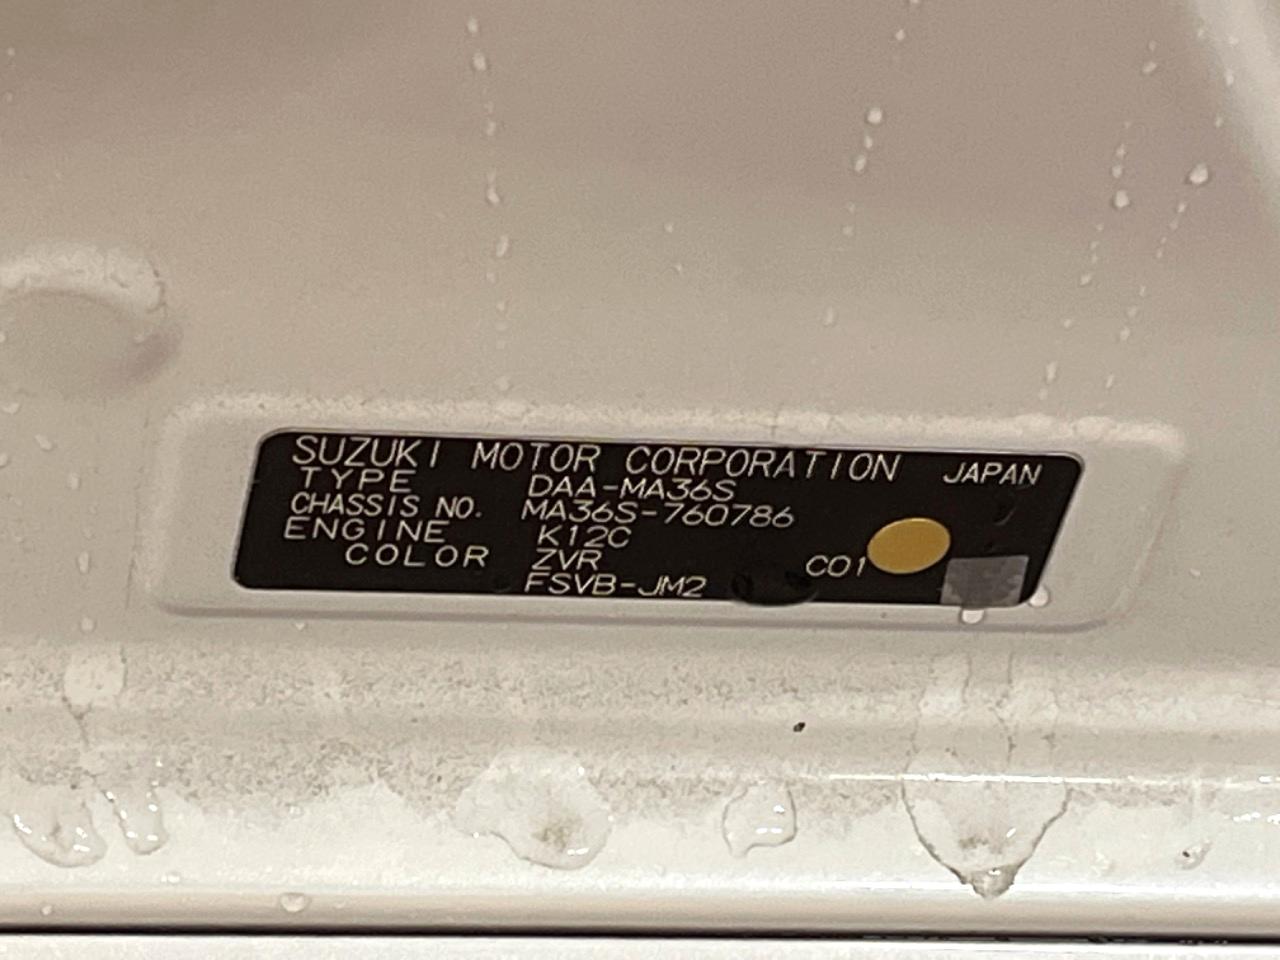 SUZUKI MOTOR CORPORATION JAPAN
TYPE DAA-MA36S
CHASSIS NO. MA36S-760786
ENGINE K12C
COLOR ZVR C01
FSVB-JM2